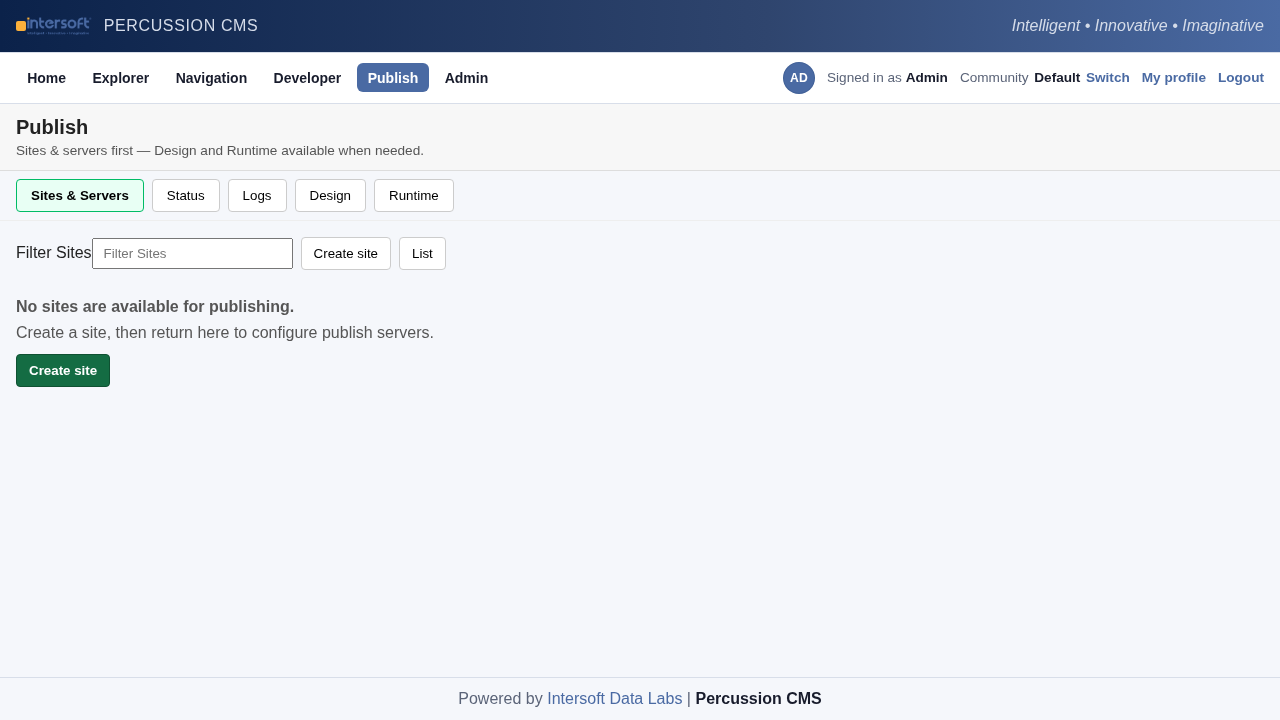 intersoft PERCUSSION CMS Intelligent • Innovative • Imaginative
Home Explorer Navigation Developer Publish Admin AD Signed in as Admin Community Default Switch My profile Logout
Publish
Sites & servers first — Design and Runtime available when needed.
Sites & Servers Status Logs Design Runtime
Filter Sites Filter Sites Create site List
No sites are available for publishing.
Create a site, then return here to configure publish servers.
Create site
Powered by Intersoft Data Labs | Percussion CMS